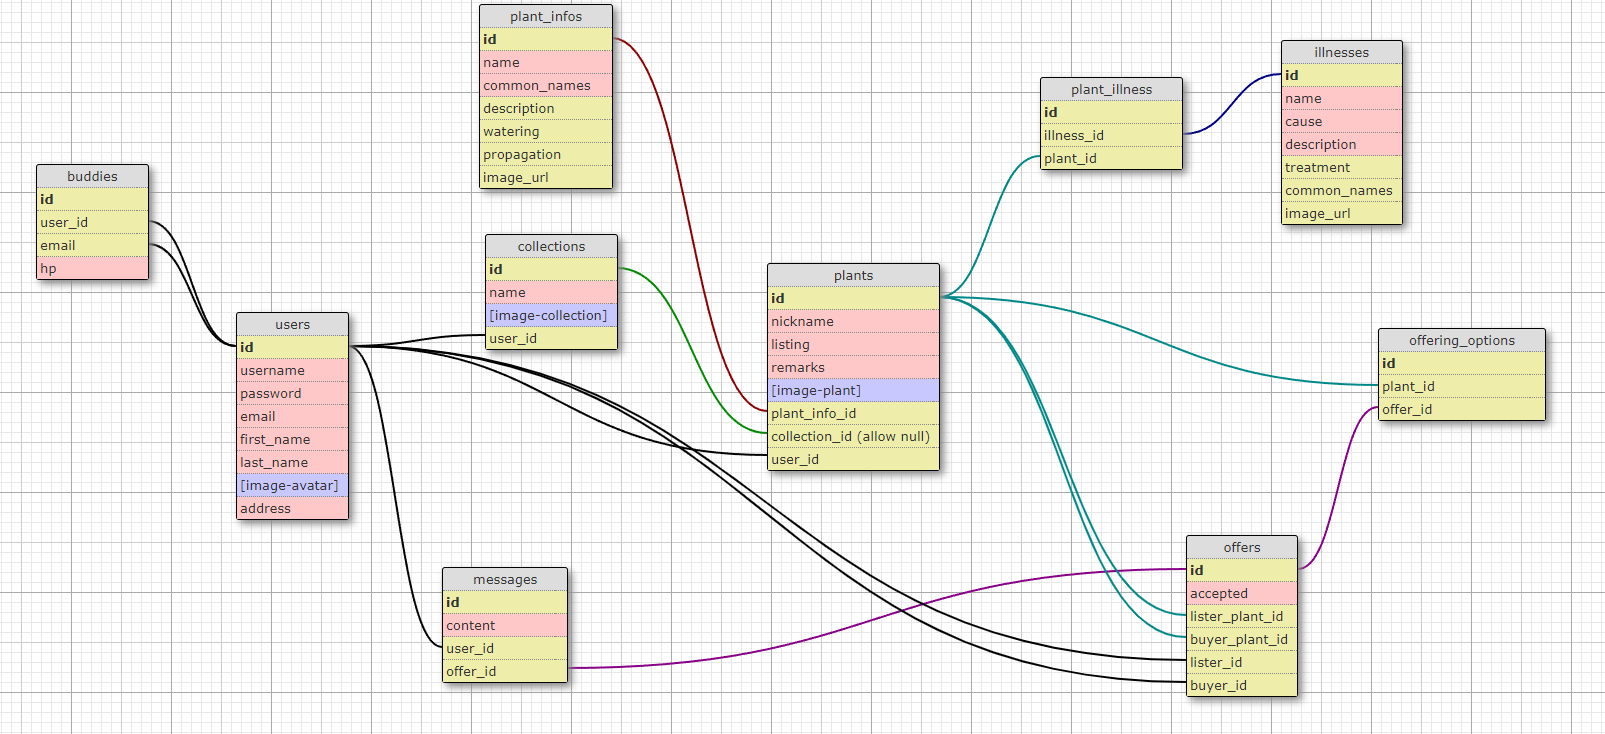 plant_infos
id
name
common_names
description
watering
propagation
image_url
illnesses
id
name
cause
description
treatment
common_names
image_url
plant_illness
id
illness_id
plant_id
buddies
id
user_id
email
hp
collections
id
name
[image-collection]
user_id
plants
id
nickname
listing
remarks
[image-plant]
plant_info_id
collection_id (allow null)
user_id
users
id
username
password
email
first_name
last_name
[image-avatar]
address
offering_options
id
plant_id
offer_id
offers
id
accepted
lister_plant_id
buyer_plant_id
lister_id
buyer_id
messages
id
content
user_id
offer_id